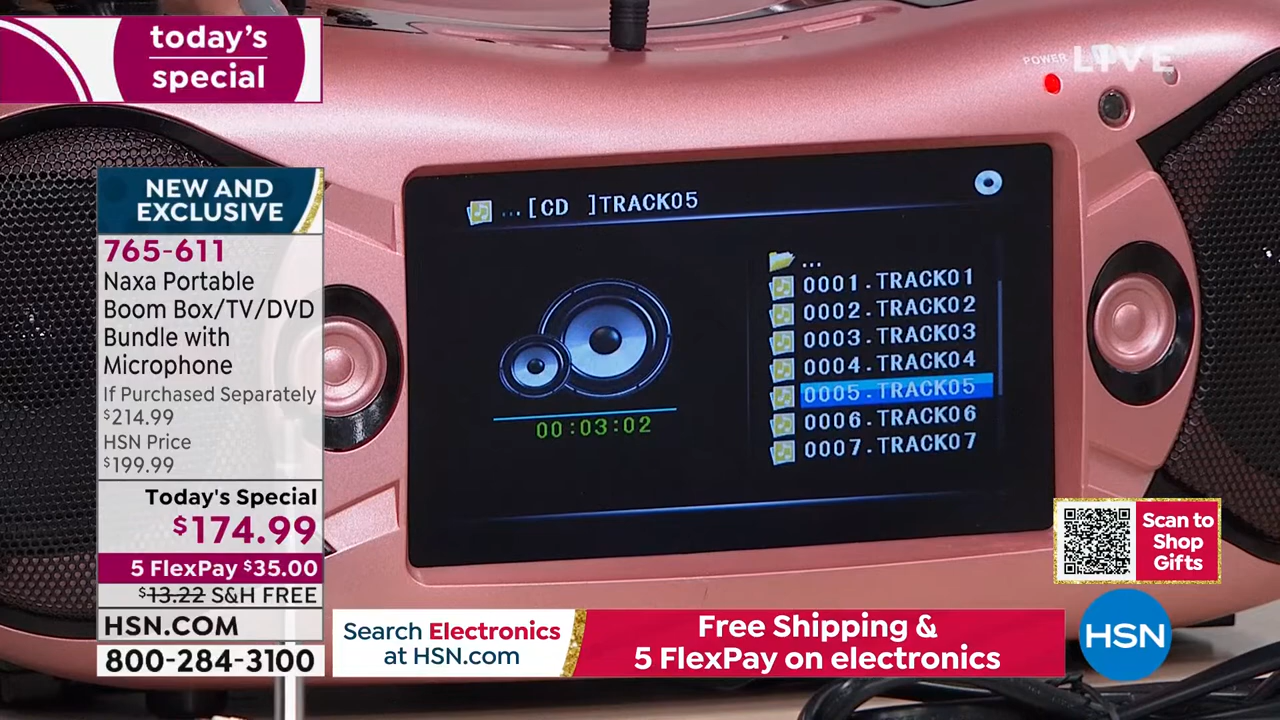 today's
special
POWER
LIVE
NEW AND
EXCLUSIVE
765-611
Naxa Portable
Boom Box/TV/DVD
Bundle with
Microphone
If Purchased Separately
$214.99
HSN Price
$199.99
Today's Special
$174.99
5 FlexPay $35.00
$13.22 S&H FREE
HSN.COM
800-284-3100
...[CD ]TRACK05
...
0001.TRACK01
0002.TRACK02
0003.TRACK03
0004.TRACK04
0005.TRACK05
0006.TRACK06
0007.TRACK07
00:03:02
Scan to
Shop
Gifts
Search Electronics
at HSN.com
Free Shipping &
5 FlexPay on electronics
HSN